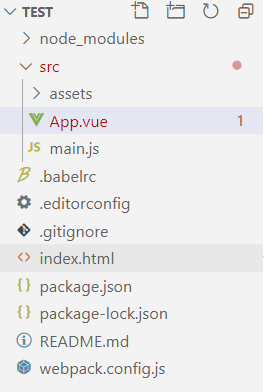 TEST
node_modules
src
assets
App.vue 1
JS main.js
.babelrc
.editorconfig
.gitignore
<> index.html
{} package.json
{} package-lock.json
README.md
webpack.config.js